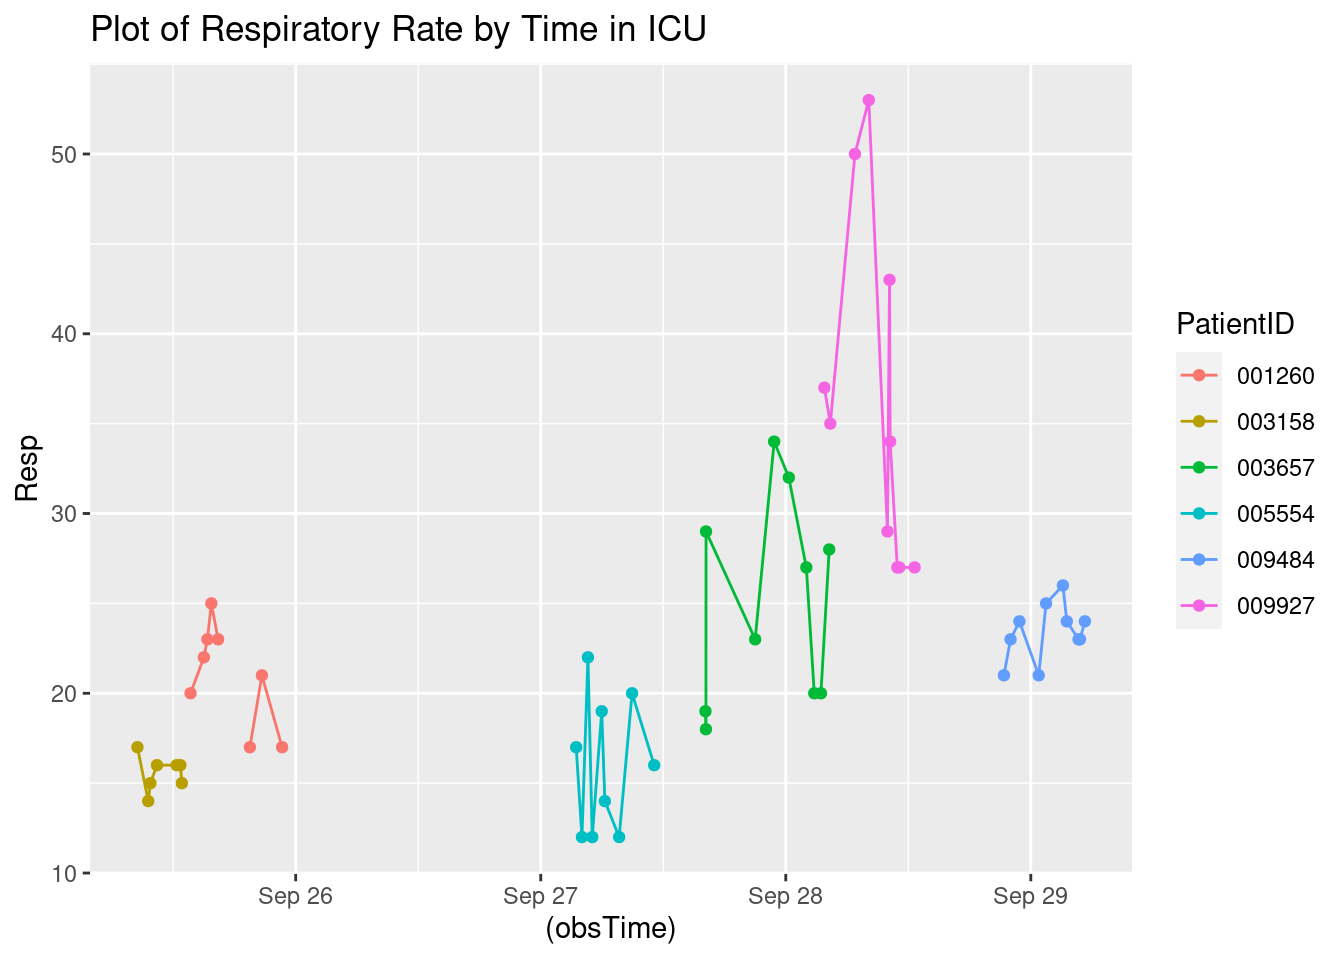 Plot of Respiratory Rate by Time in ICU
50
40
30
20
10
Resp
Sep 26
Sep 27
Sep 28
Sep 29
(obsTime)
PatientID
001260
003158
003657
005554
009484
009927